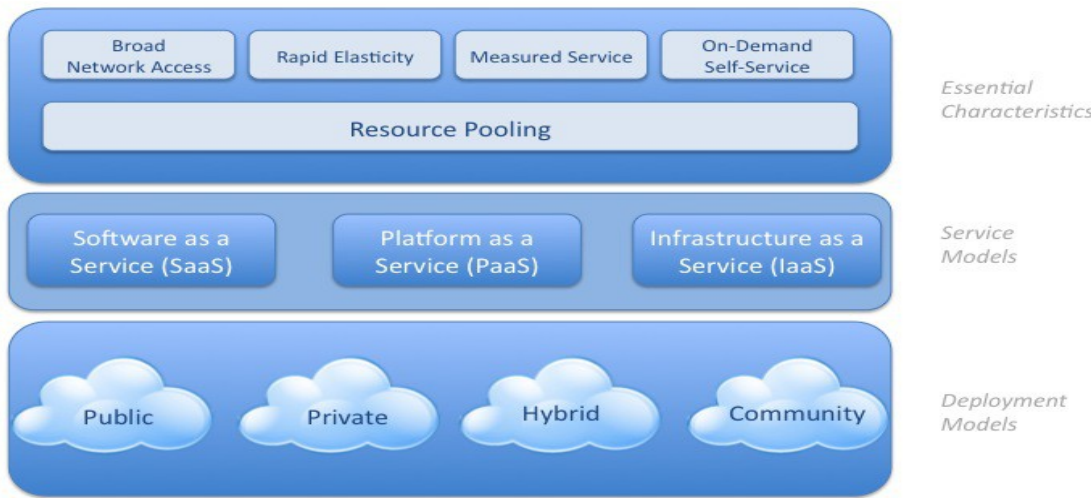 Broad
Network Access
Rapid Elasticity
Measured Service
On-Demand
Self-Service
Resource Pooling
Essential
Characteristics
Software as a
Service (SaaS)
Platform as a
Service (PaaS)
Infrastructure as a
Service (IaaS)
Service
Models
Public
Private
Hybrid
Community
Deployment
Models